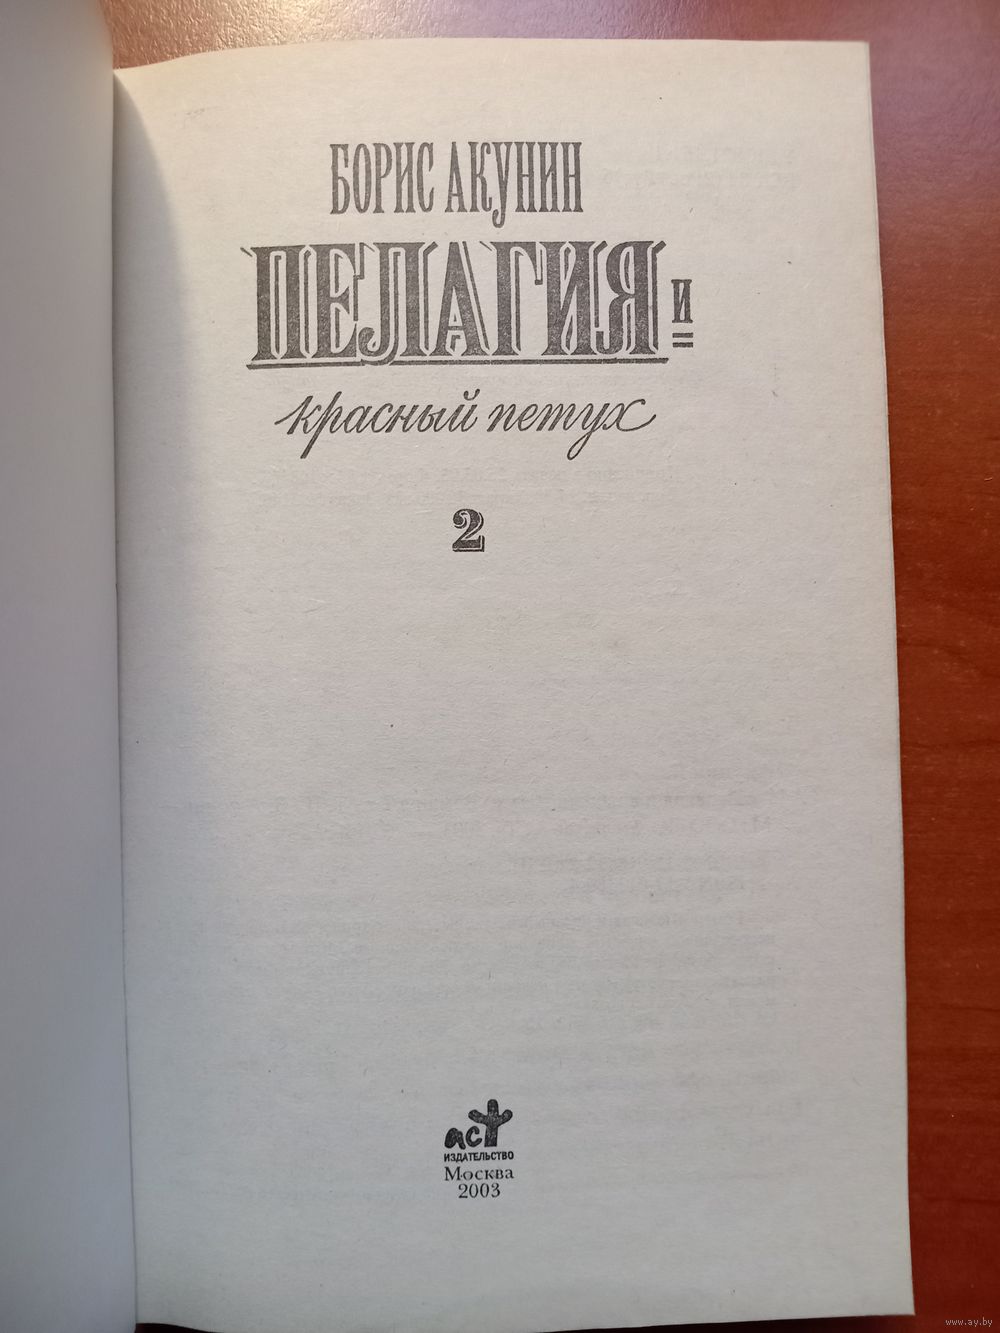 БОРИС АКУНИН
ПЕЛАГИЯ и
красный петух
2
аст
ИЗДАТЕЛЬСТВО
Москва
2003
www.ay.by